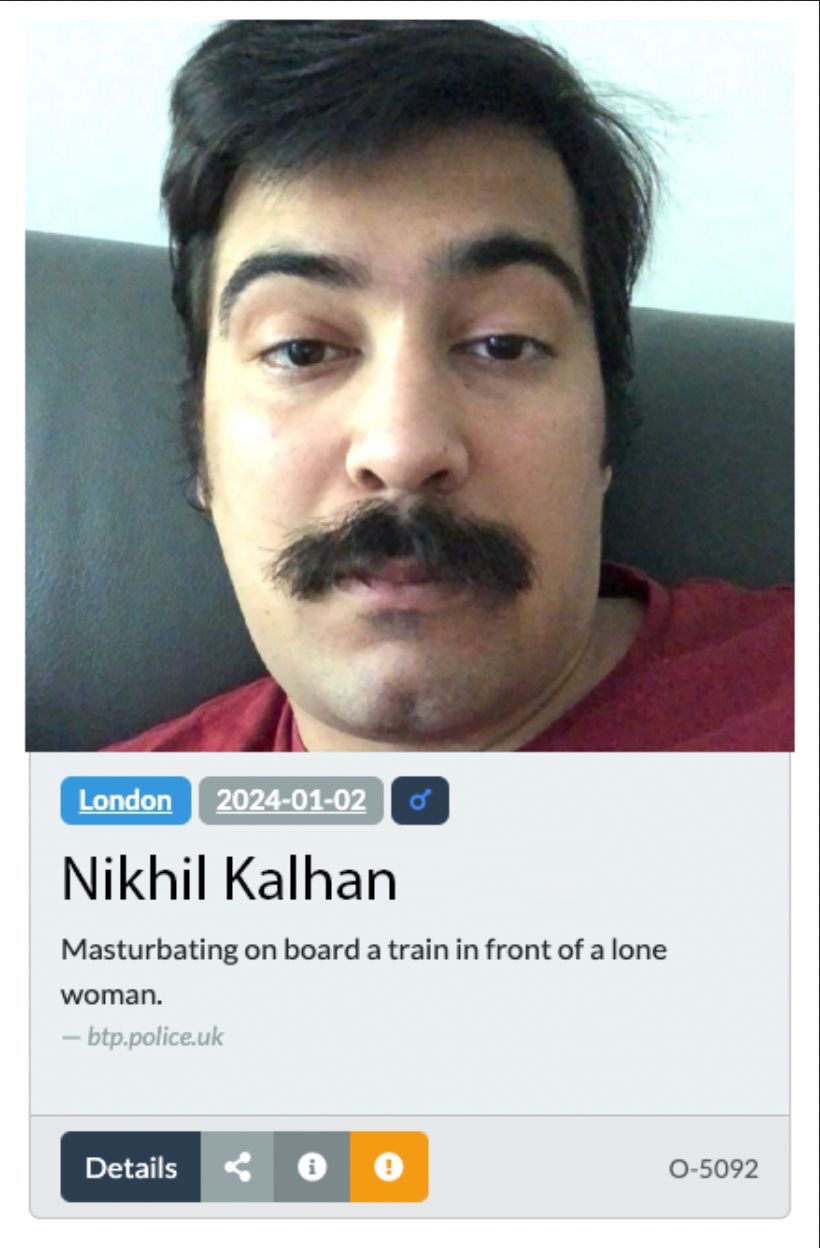 London 2024-01-02
Nikhil Kalhan
Masturbating on board a train in front of a lone
woman.
— btp.police.uk
Details O-5092